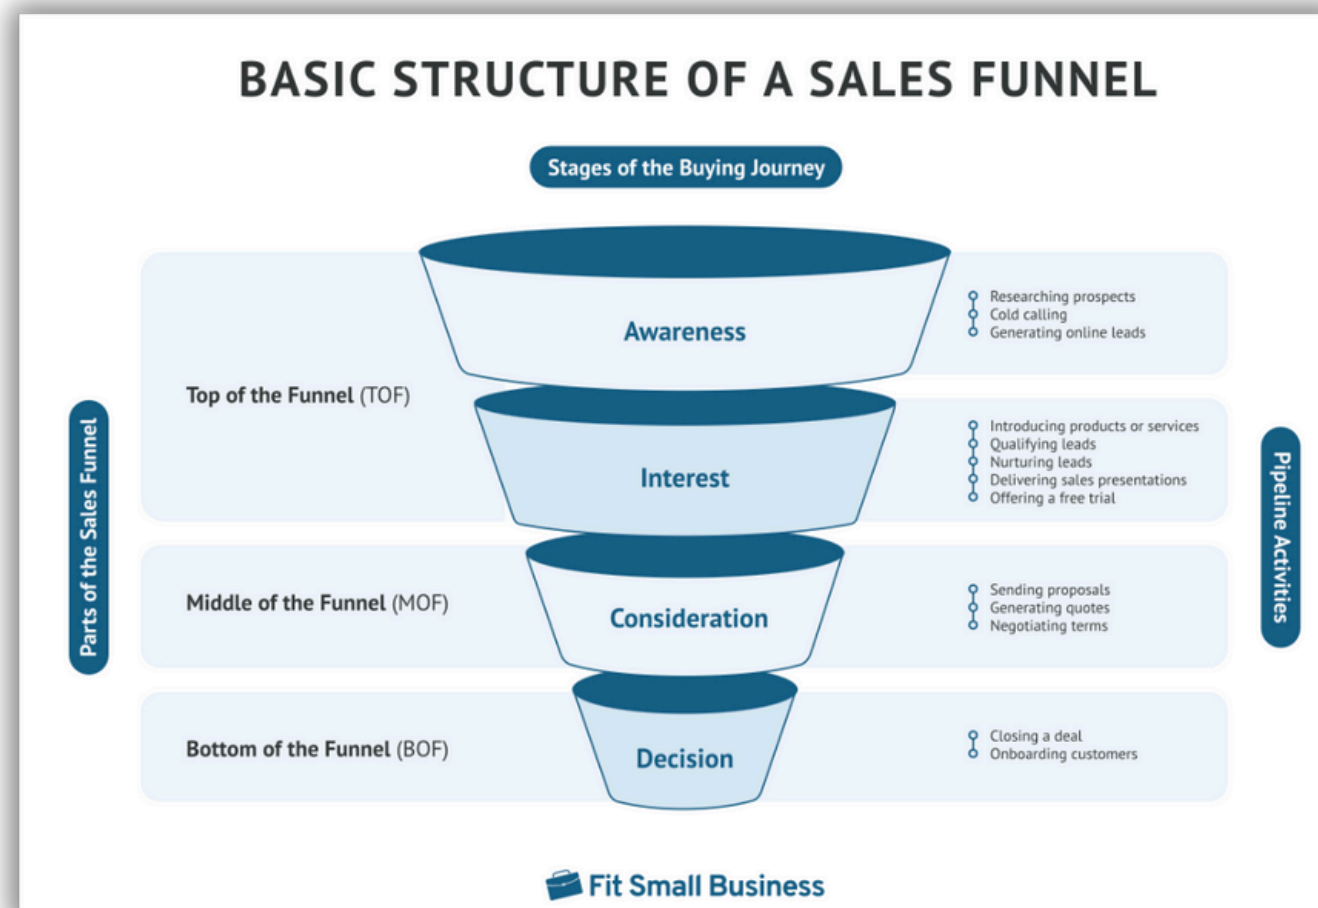 BASIC STRUCTURE OF A SALES FUNNEL
Stages of the Buying Journey
Parts of the Sales Funnel
Top of the Funnel (TOF)
Awareness
Researching prospects
Cold calling
Generating online leads
Interest
Introducing products or services
Qualifying leads
Nurturing leads
Delivering sales presentations
Offering a free trial
Middle of the Funnel (MOF)
Consideration
Sending proposals
Generating quotes
Negotiating terms
Bottom of the Funnel (BOF)
Decision
Closing a deal
Onboarding customers
Pipeline Activities
Fit Small Business